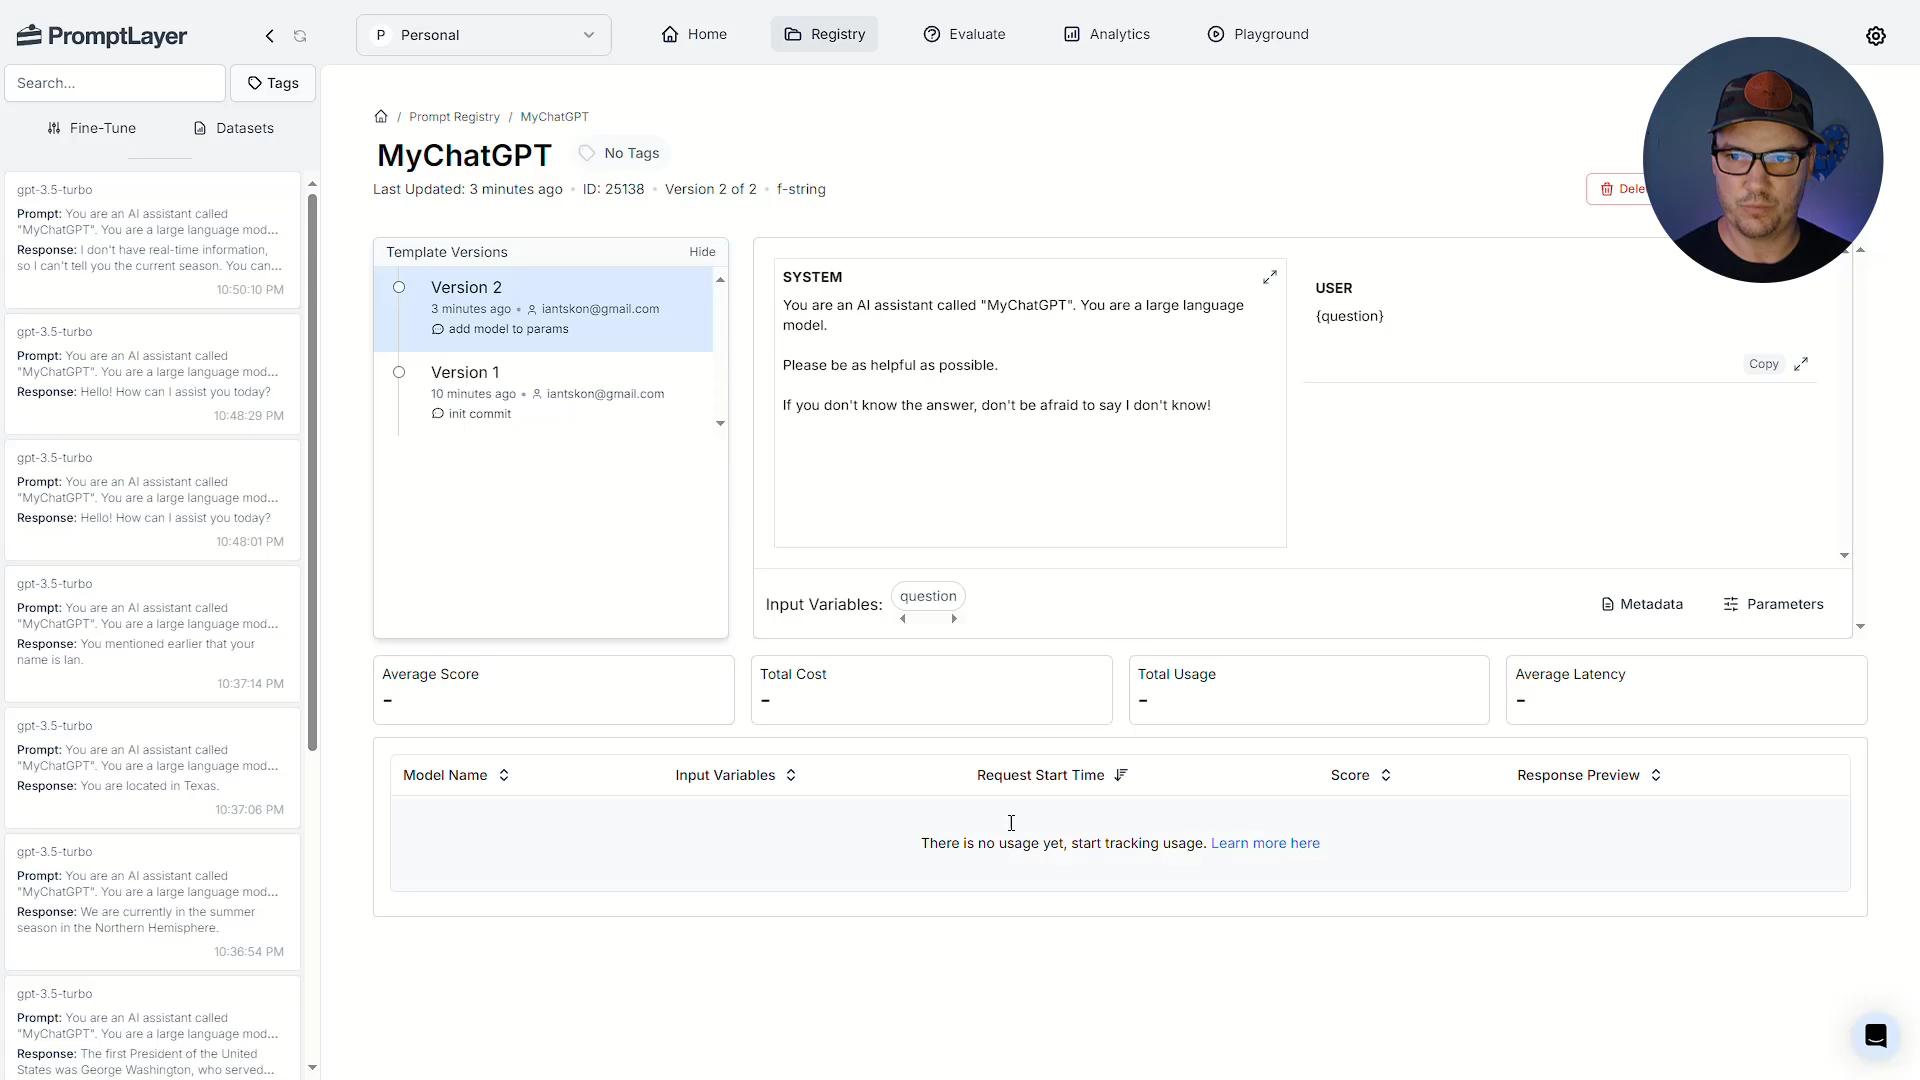 PromptLayer
P Personal
Home
Registry
Evaluate
Analytics
Playground
Search...
Tags
Fine-Tune
Datasets
gpt-3.5-turbo
Prompt: You are an AI assistant called
"MyChatGPT". You are a large language mod...
Response: I don't have real-time information,
so I can't tell you the current season. You can...
10:50:10 PM
gpt-3.5-turbo
Prompt: You are an AI assistant called
"MyChatGPT". You are a large language mod...
Response: Hello! How can I assist you today?
10:48:29 PM
gpt-3.5-turbo
Prompt: You are an AI assistant called
"MyChatGPT". You are a large language mod...
Response: Hello! How can I assist you today?
10:48:01 PM
gpt-3.5-turbo
Prompt: You are an AI assistant called
"MyChatGPT". You are a large language mod...
Response: You mentioned earlier that your
name is Ian.
10:37:14 PM
gpt-3.5-turbo
Prompt: You are an AI assistant called
"MyChatGPT". You are a large language mod...
Response: You are located in Texas.
10:37:06 PM
gpt-3.5-turbo
Prompt: You are an AI assistant called
"MyChatGPT". You are a large language mod...
Response: We are currently in the summer
season in the Northern Hemisphere.
10:36:54 PM
gpt-3.5-turbo
Prompt: You are an AI assistant called
"MyChatGPT". You are a large language mod...
Response: The first President of the United
States was George Washington, who served...
/ Prompt Registry / MyChatGPT
MyChatGPT
No Tags
Last Updated: 3 minutes ago • ID: 25138 • Version 2 of 2 • f-string
Dele
Template Versions
Hide
Version 2
3 minutes ago • iantskon@gmail.com
add model to params
Version 1
10 minutes ago • iantskon@gmail.com
init commit
SYSTEM
You are an AI assistant called "MyChatGPT". You are a large language
model.
Please be as helpful as possible.
If you don't know the answer, don't be afraid to say I don't know!
USER
{question}
Copy
Input Variables:
question
Metadata
Parameters
Average Score
-
Total Cost
-
Total Usage
-
Average Latency
-
Model Name
Input Variables
Request Start Time
Score
Response Preview
There is no usage yet, start tracking usage. Learn more here